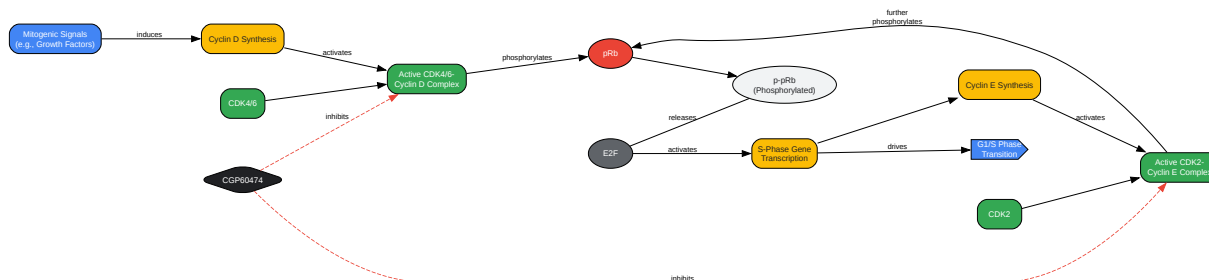 Mitogenic Signals
(e.g., Growth Factors)
induces
Cyclin D Synthesis
activates
CDK4/6
Active CDK4/6-
Cyclin D Complex
inhibits
CGP60474
phosphorylates
pRb
further
phosphorylates
p-pRb
(Phosphorylated)
releases
E2F
activates
S-Phase Gene
Transcription
drives
Cyclin E Synthesis
activates
G1/S Phase
Transition
CDK2
Active CDK2-
Cyclin E Complex
inhibits